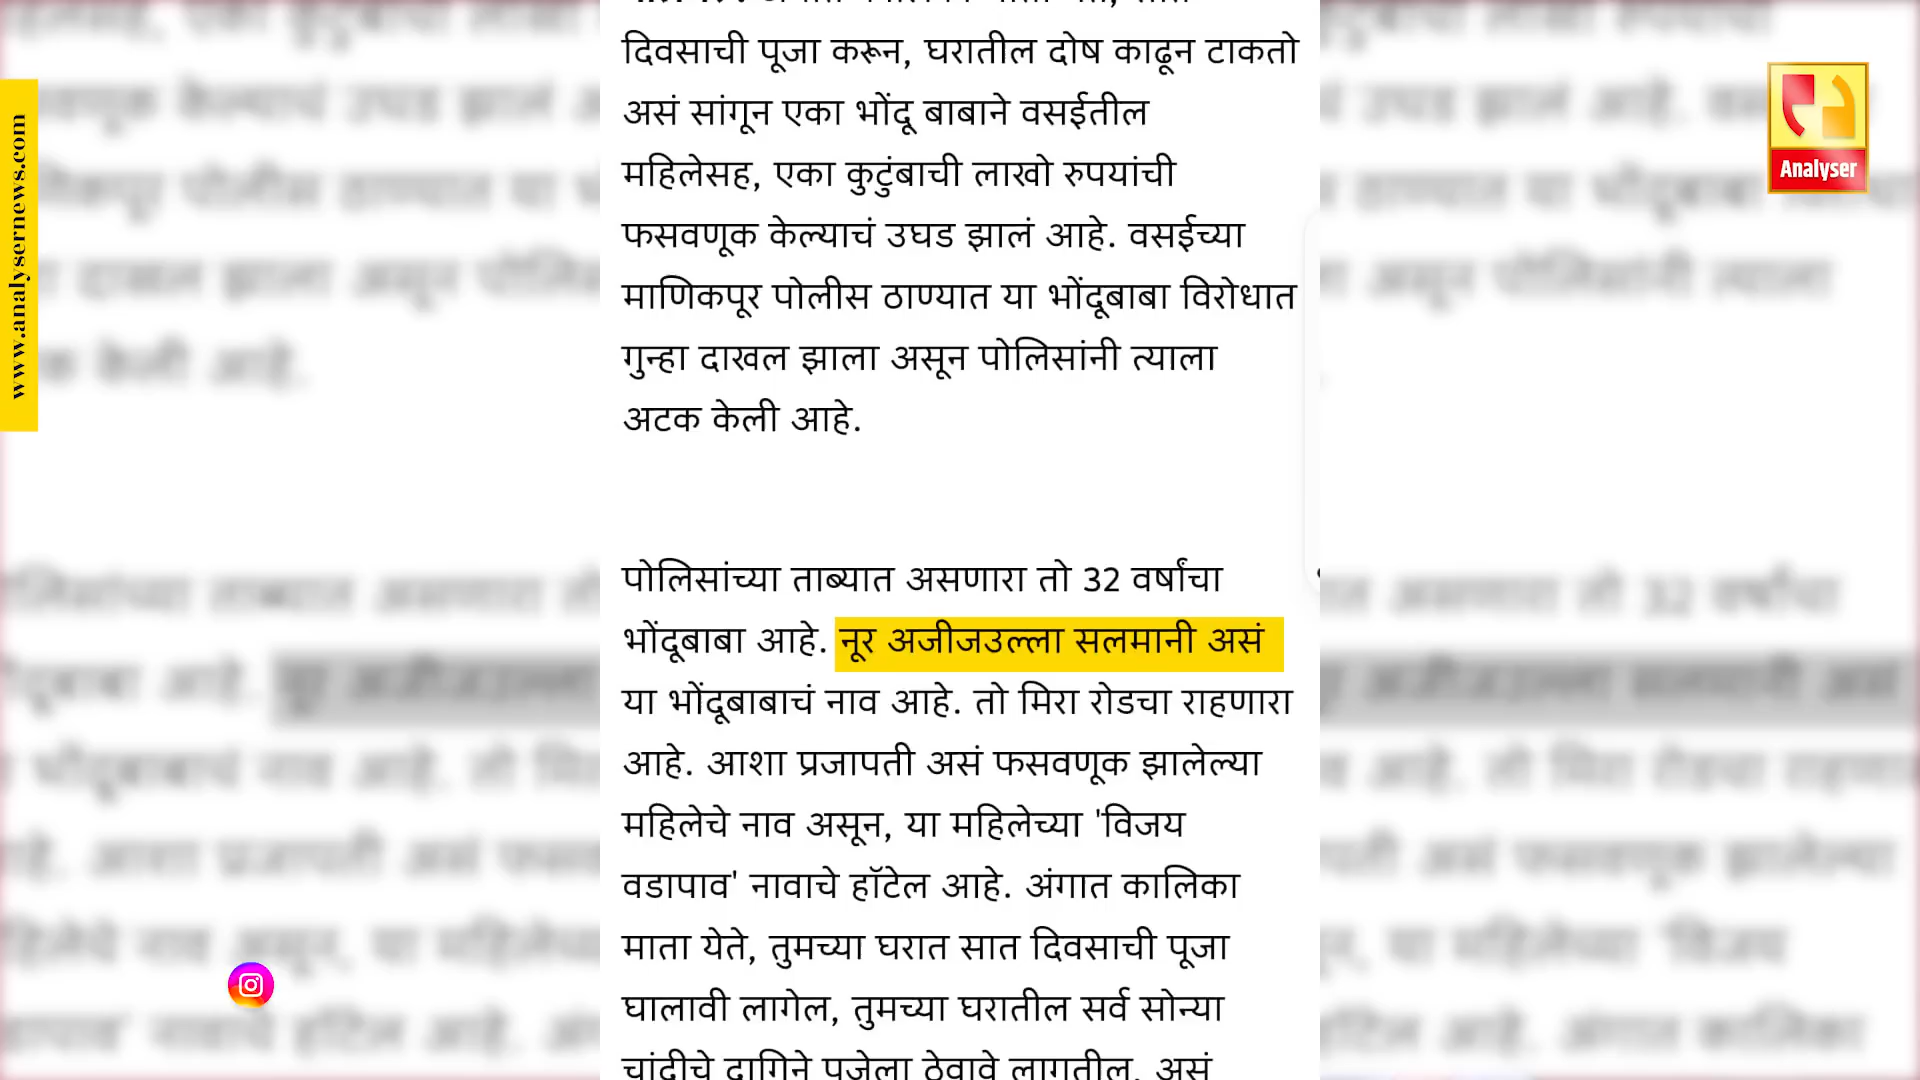 दिवसाची पूजा करून, घरातील दोष काढून टाकतो
असं सांगून एका भोंदू बाबाने वसईतील
महिलेसह, एका कुटुंबाची लाखो रुपयांची
फसवणूक केल्याचं उघड झालं आहे. वसईच्या
माणिकपूर पोलीस ठाण्यात या भोंदूबाबा विरोधात
गुन्हा दाखल झाला असून पोलिसांनी त्याला
अटक केली आहे.
पोलिसांच्या ताब्यात असणारा तो 32 वर्षांचा
भोंदूबाबा आहे. नूर अजीजउल्ला सलमानी असं
या भोंदूबाबाचं नाव आहे. तो मिरा रोडचा राहणारा
आहे. आशा प्रजापती असं फसवणूक झालेल्या
महिलेचे नाव असून, या महिलेच्या 'विजय
वडापाव' नावाचे हॉटेल आहे. अंगात कालिका
माता येते, तुमच्या घरात सात दिवसाची पूजा
घालावी लागेल, तुमच्या घरातील सर्व सोन्या
चांदीचे दागिने पूजेला ठेवावे लागतील, असं
www.analysernews.com
Analyser